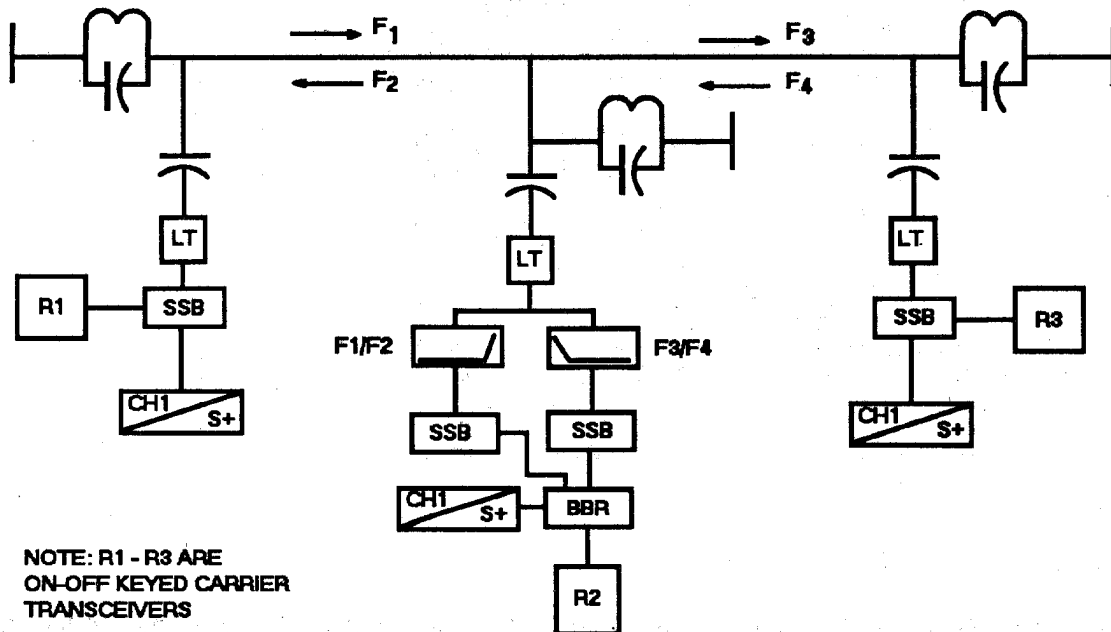 F1
F3
F2
F4
LT
LT
LT
R1
SSB
SSB
R3
F1/F2
F3/F4
CH1
S+
SSB
SSB
CH1
S+
CH1
S+
BBR
R2
NOTE: R1 - R3 ARE
ON-OFF KEYED CARRIER
TRANSCEIVERS